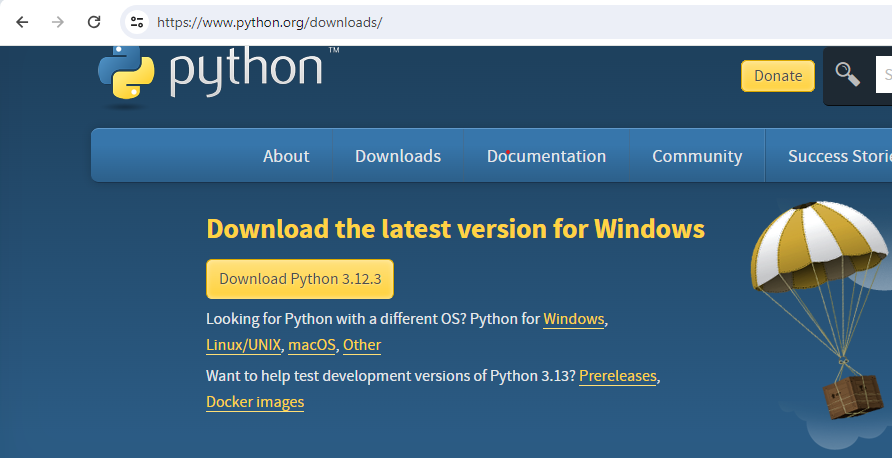 https://www.python.org/downloads/
python™
Donate
S
About Downloads Documentation Community Success Storie
Download the latest version for Windows
Download Python 3.12.3
Looking for Python with a different OS? Python for Windows,
Linux/UNIX, macOS, Other
Want to help test development versions of Python 3.13? Prereleases,
Docker images